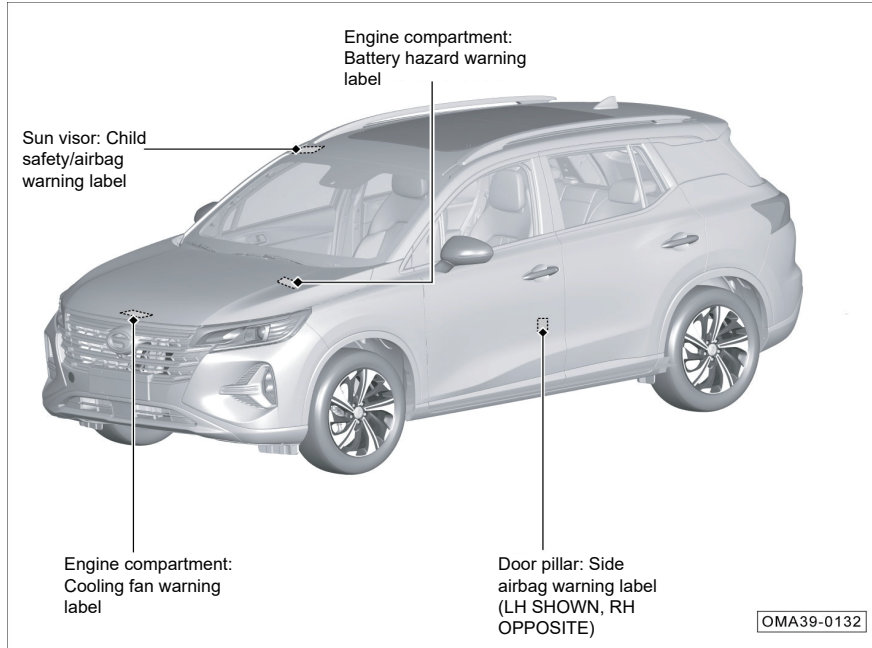 Engine compartment:
Battery hazard warning
label
Sun visor: Child
safety/airbag
warning label
Engine compartment:
Cooling fan warning
label
Door pillar: Side
airbag warning label
(LH SHOWN, RH
OPPOSITE)
OMA39-0132